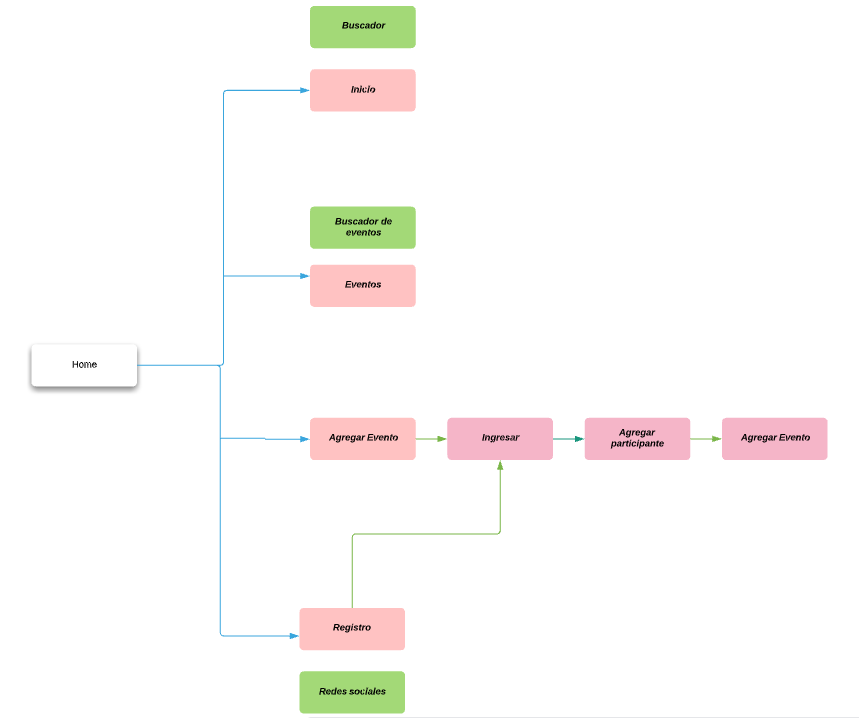 Buscador
Inicio
Buscador de
eventos
Eventos
Home
Agregar Evento
Ingresar
Agregar
participante
Agregar Evento
Registro
Redes sociales